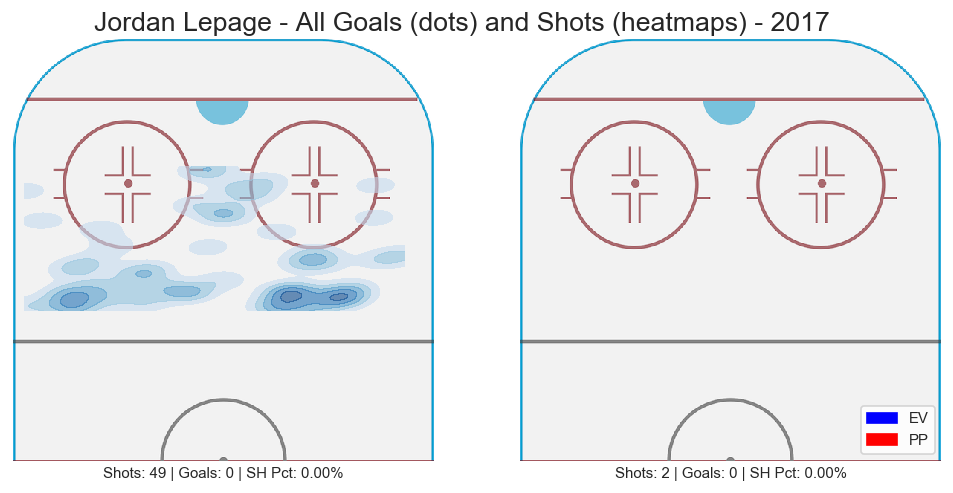 Jordan Lepage - All Goals (dots) and Shots (heatmaps) - 2017
EV
PP
Shots: 49 | Goals: 0 | SH Pct: 0.00%
Shots: 2 | Goals: 0 | SH Pct: 0.00%